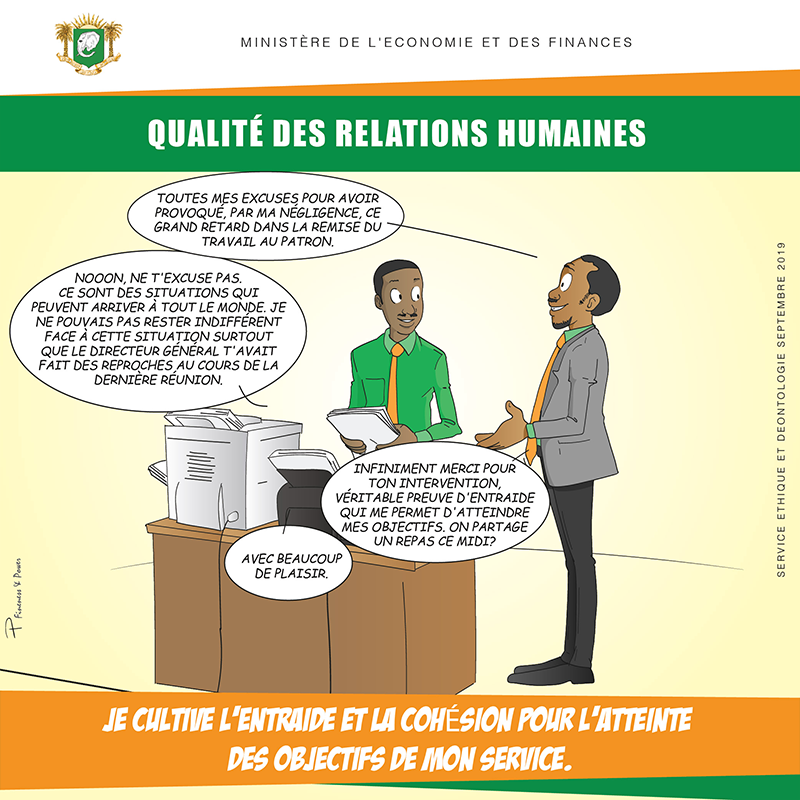 MINISTÈRE DE L'ECONOMIE ET DES FINANCES
QUALITÉ DES RELATIONS HUMAINES
TOUTES MES EXCUSES POUR AVOIR
PROVOQUÉ, PAR MA NÉGLIGENCE, CE
GRAND RETARD DANS LA REMISE DU
TRAVAIL AU PATRON.
NOOON, NE T'EXCUSE PAS.
CE SONT DES SITUATIONS QUI
PEUVENT ARRIVER À TOUT LE MONDE. JE
NE POUVAIS PAS RESTER INDIFFÉRENT
FACE À CETTE SITUATION SURTOUT
QUE LE DIRECTEUR GÉNÉRAL T'AVAIT
FAIT DES REPROCHES AU COURS DE LA
DERNIÈRE RÉUNION.
INFINIMENT MERCI POUR
TON INTERVENTION,
VÉRITABLE PREUVE D'ENTRAIDE
QUI ME PERMET D'ATTEINDRE
MES OBJECTIFS. ON PARTAGE
UN REPAS CE MIDI?
AVEC BEAUCOUP
DE PLAISIR.
SERVICE ETHIQUE ET DEONTOLOGIE SEPTEMBRE 2019
Finesses & Power
JE CULTIVE L'ENTRAIDE ET LA COHÉSION POUR L'ATTEINTE
DES OBJECTIFS DE MON SERVICE.